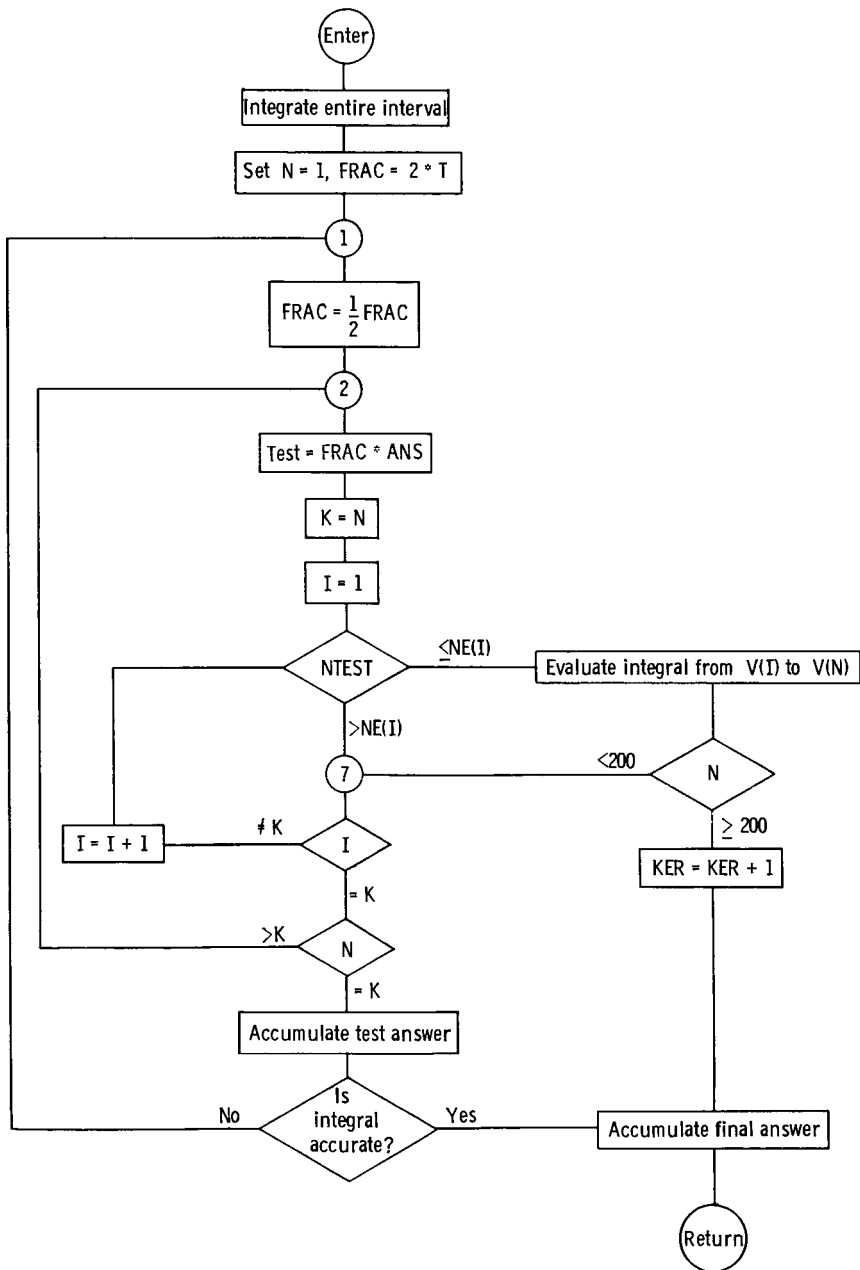 Enter
Integrate entire interval
Set N = 1, FRAC = 2 * T
1
FRAC = 1/2 FRAC
2
Test = FRAC * ANS
K = N
I = 1
NTEST
≤NE(I)
Evaluate integral from V(I) to V(N)
>NE(I)
7
<200
N
≥ 200
I = I + 1
≠ K
I
KER = KER + 1
= K
>K
N
= K
Accumulate test answer
No
Is
integral
accurate?
Yes
Accumulate final answer
Return